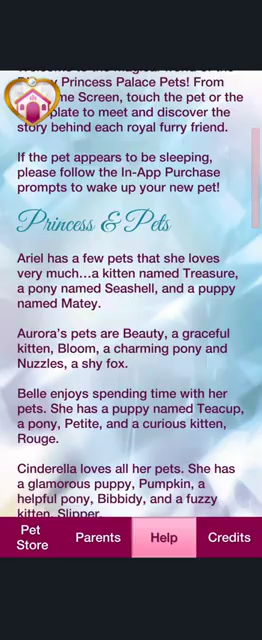 Princess Palace Pets! From
me Screen, touch the pet or the
plate to meet and discover the
story behind each royal furry friend.
If the pet appears to be sleeping,
please follow the In-App Purchase
prompts to wake up your new pet!
Princess & Pets
Ariel has a few pets that she loves
very much…a kitten named Treasure,
a pony named Seashell, and a puppy
named Matey.
Aurora's pets are Beauty, a graceful
kitten, Bloom, a charming pony and
Nuzzles, a shy fox.
Belle enjoys spending time with her
pets. She has a puppy named Teacup,
a pony, Petite, and a curious kitten,
Rouge.
Cinderella loves all her pets. She has
a glamorous puppy, Pumpkin, a
helpful pony, Bibbidy, and a fuzzy
kitten, Slipper.
Pet
Store
Parents
Help
Credits